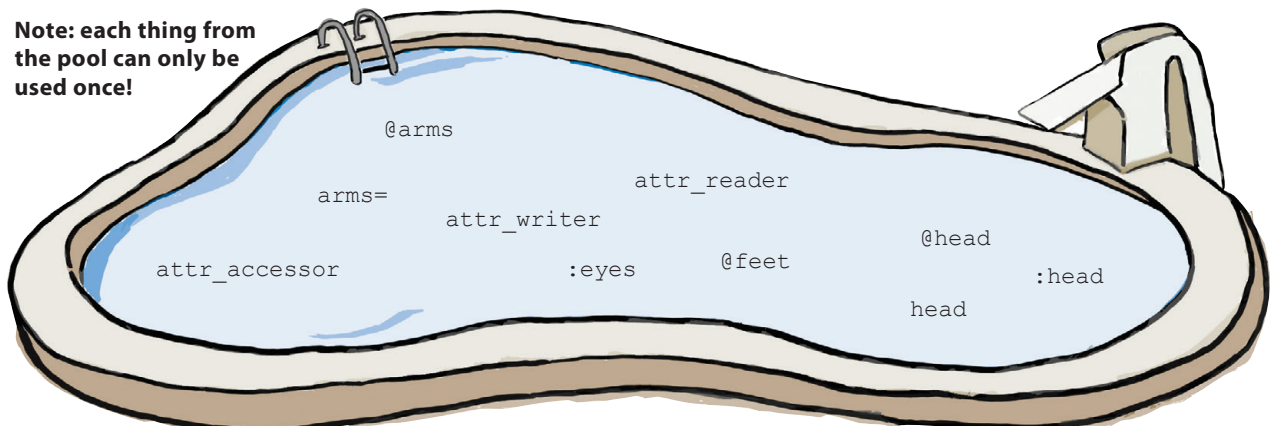 Note: each thing from
the pool can only be
used once!
@arms
attr_reader
arms=
attr_writer
@head
@feet
attr_accessor
:eyes
:head
head